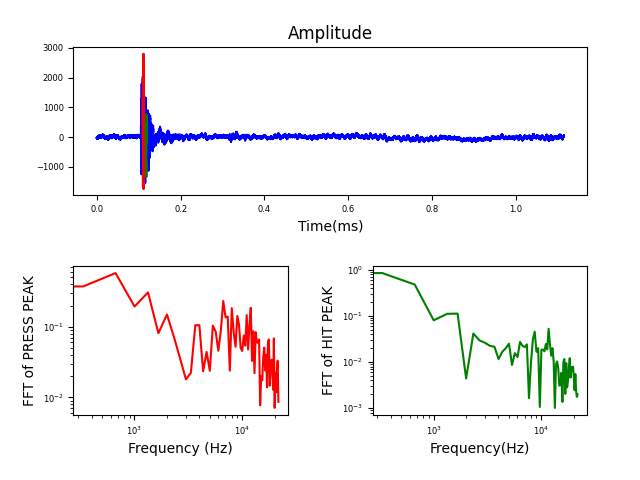 Amplitude
3000
2000
1000
0
−1000
0.0 0.2 0.4 0.6 0.8 1.0
Time(ms)
FFT of PRESS PEAK
10⁻¹
10⁻²
10³ 10⁴
Frequency (Hz)
FFT of HIT PEAK
10⁰
10⁻¹
10⁻²
10⁻³
10³ 10⁴
Frequency(Hz)